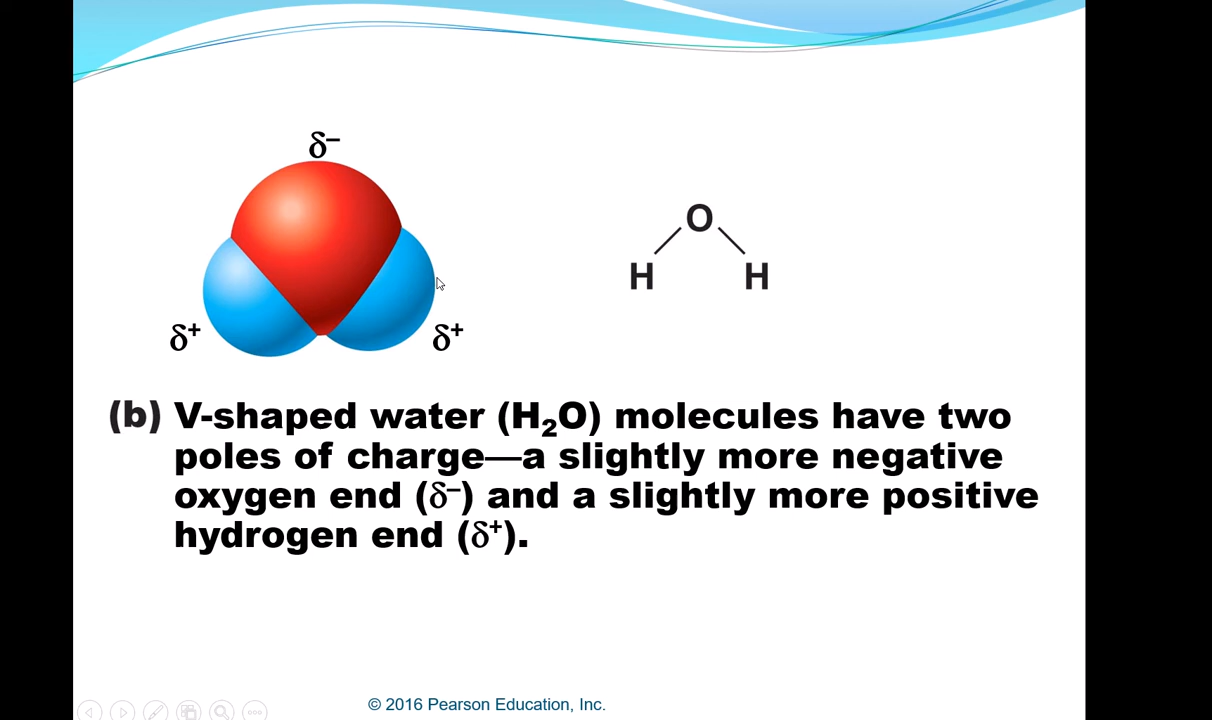 δ–
O
H H
δ+ δ+
(b) V-shaped water (H₂O) molecules have two
poles of charge—a slightly more negative
oxygen end (δ–) and a slightly more positive
hydrogen end (δ+).
© 2016 Pearson Education, Inc.